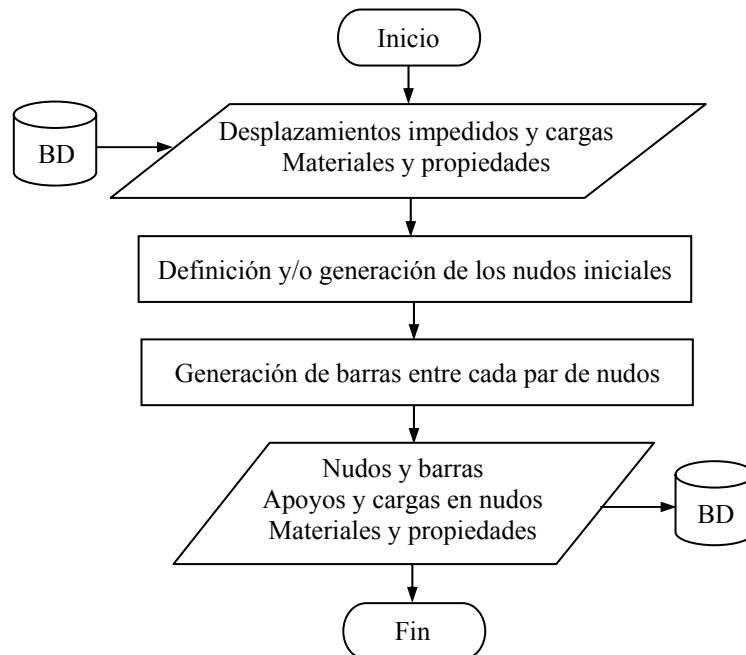 Inicio
BD
Desplazamientos impedidos y cargas
Materiales y propiedades
Definición y/o generación de los nudos iniciales
Generación de barras entre cada par de nudos
Nudos y barras
Apoyos y cargas en nudos
Materiales y propiedades
BD
Fin